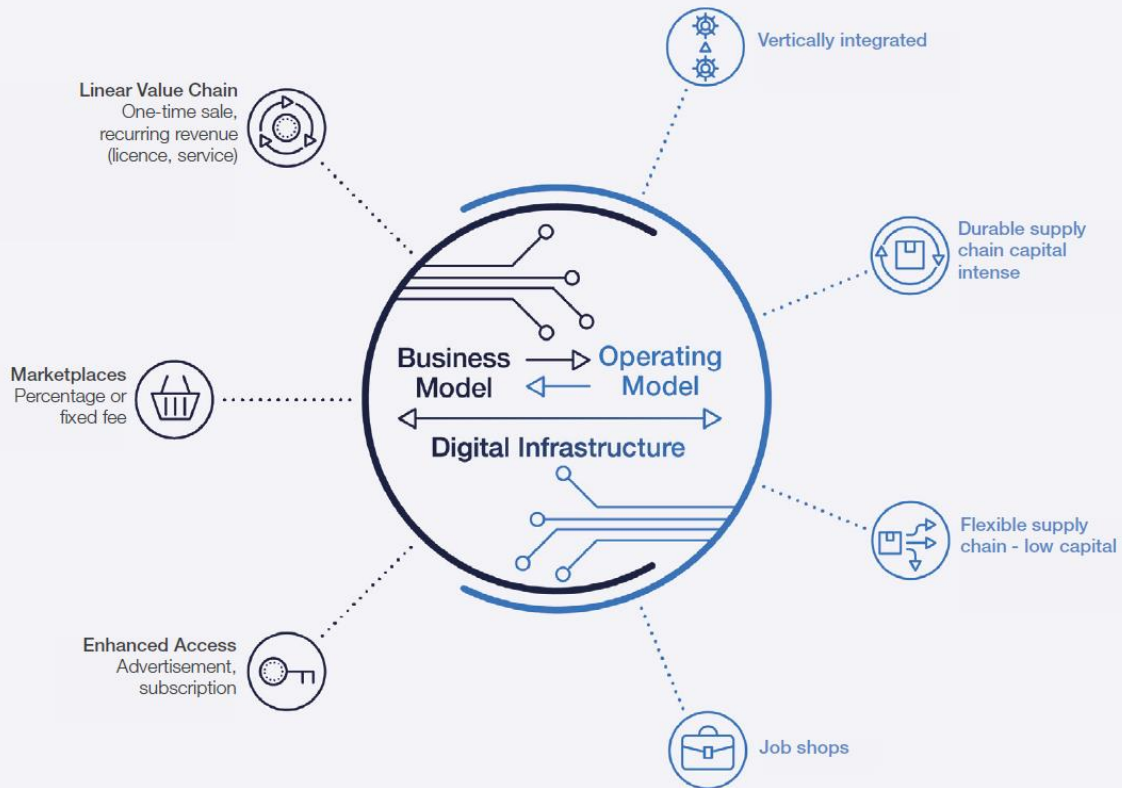 Vertically integrated
Linear Value Chain
One-time sale,
recurring revenue
(licence, service)
Durable supply
chain capital
intense
Business
Model
Operating
Model
Digital Infrastructure
Marketplaces
Percentage or
fixed fee
Flexible supply
chain - low capital
Enhanced Access
Advertisement,
subscription
Job shops